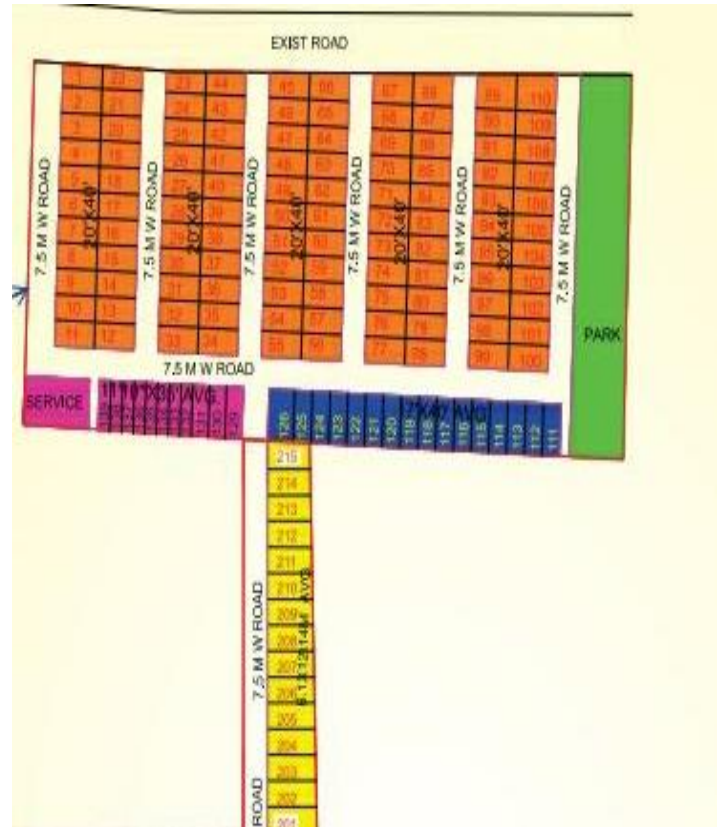 EXIST ROAD
1 22 23 44 45 66 67 88 89 110
2 21 24 43 46 65 68 87 90 109
3 20 25 42 47 64 69 86 91 108
4 19 26 41 48 63 70 85 92 107
5 18 27 40 49 62 71 84 93 106
6 17 28 39 50 61 72 83 94 105
7 16 29 38 51 60 73 82 95 104
8 15 30 37 52 59 74 81 96 103
9 14 31 36 53 58 75 80 97 102
10 13 32 35 54 57 76 79 98 101
11 12 33 34 55 56 77 78 99 100
20'X40'
20'X40'
20'X40'
20'X40'
20'X40'
7.5 M W ROAD
7.5 M W ROAD
7.5 M W ROAD
7.5 M W ROAD
7.5 M W ROAD
7.5 M W ROAD
PARK
7.5 M W ROAD
SERVICE
AVG.
131 130 129
AVG
126 125 124 123 122 121 120 119 118 117 116 115 114 113 112 111
215
214
213
212
211
210
209
208
207
206
205
204
203
202
201
AVG
7.5 M W ROAD
ROAD